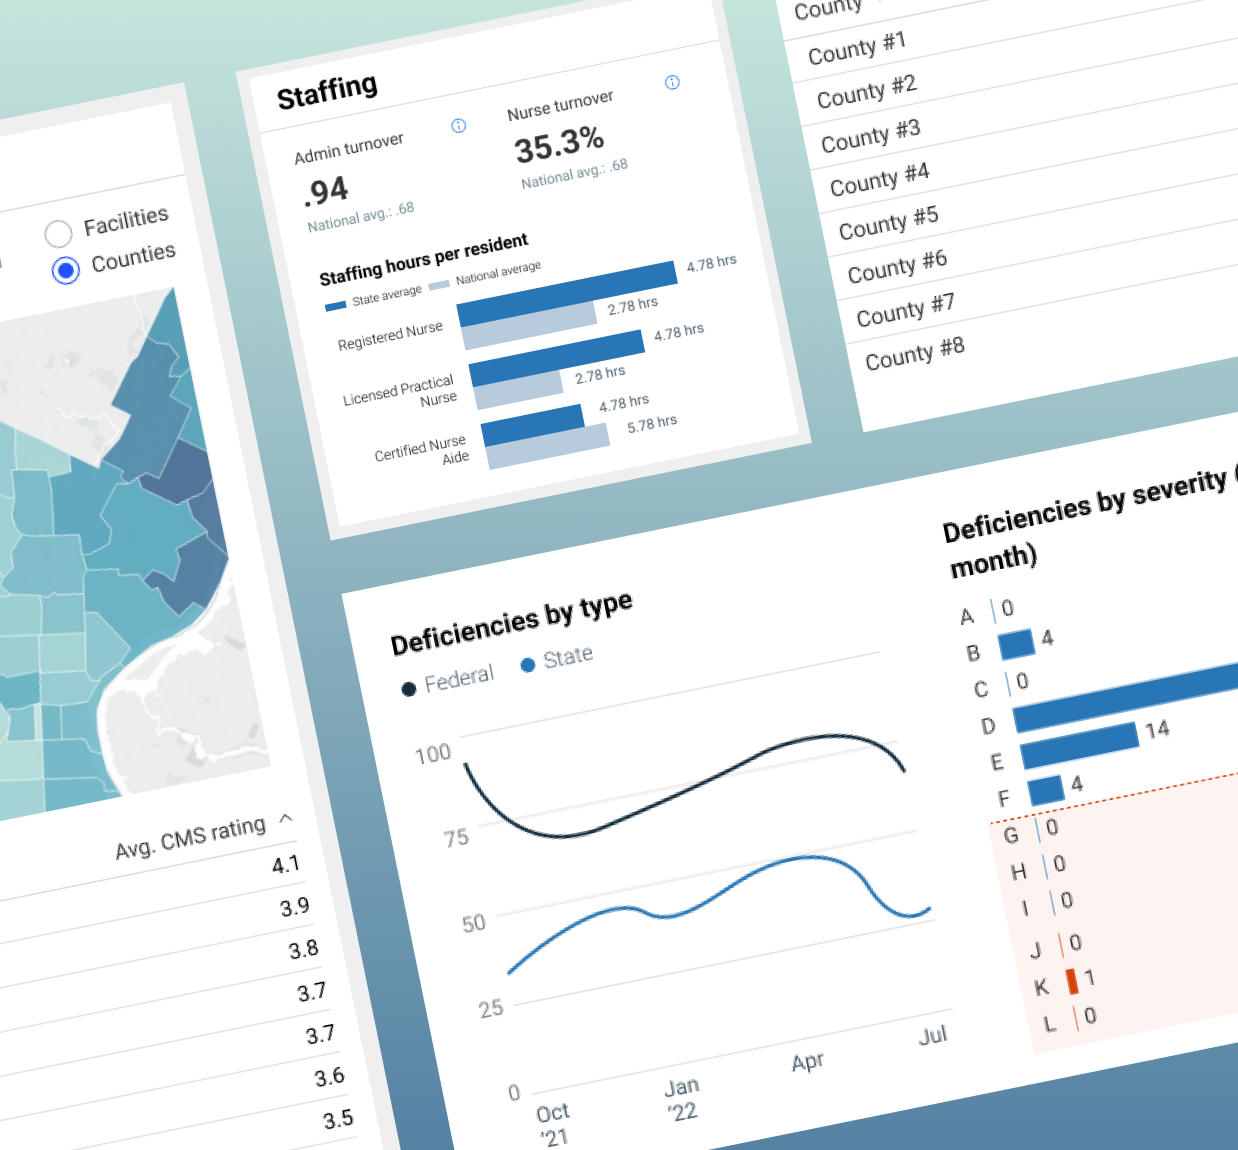 Facilities
Counties
Avg. CMS rating
4.1
3.9
3.8
3.7
3.7
3.6
3.5
Staffing
Admin turnover
.94
National avg.: .68
Nurse turnover
35.3%
National avg.: .68
Staffing hours per resident
State average
National average
Registered Nurse
4.78 hrs
2.78 hrs
Licensed Practical
Nurse
4.78 hrs
2.78 hrs
Certified Nurse
Aide
4.78 hrs
5.78 hrs
County
County #1
County #2
County #3
County #4
County #5
County #6
County #7
County #8
Deficiencies by type
Federal
State
100
75
50
25
0
Oct
'21
Jan
'22
Apr
Jul
Deficiencies by severity (
month)
A 0
B 4
C 0
D
E 14
F 4
G 0
H 0
I 0
J 0
K 1
L 0